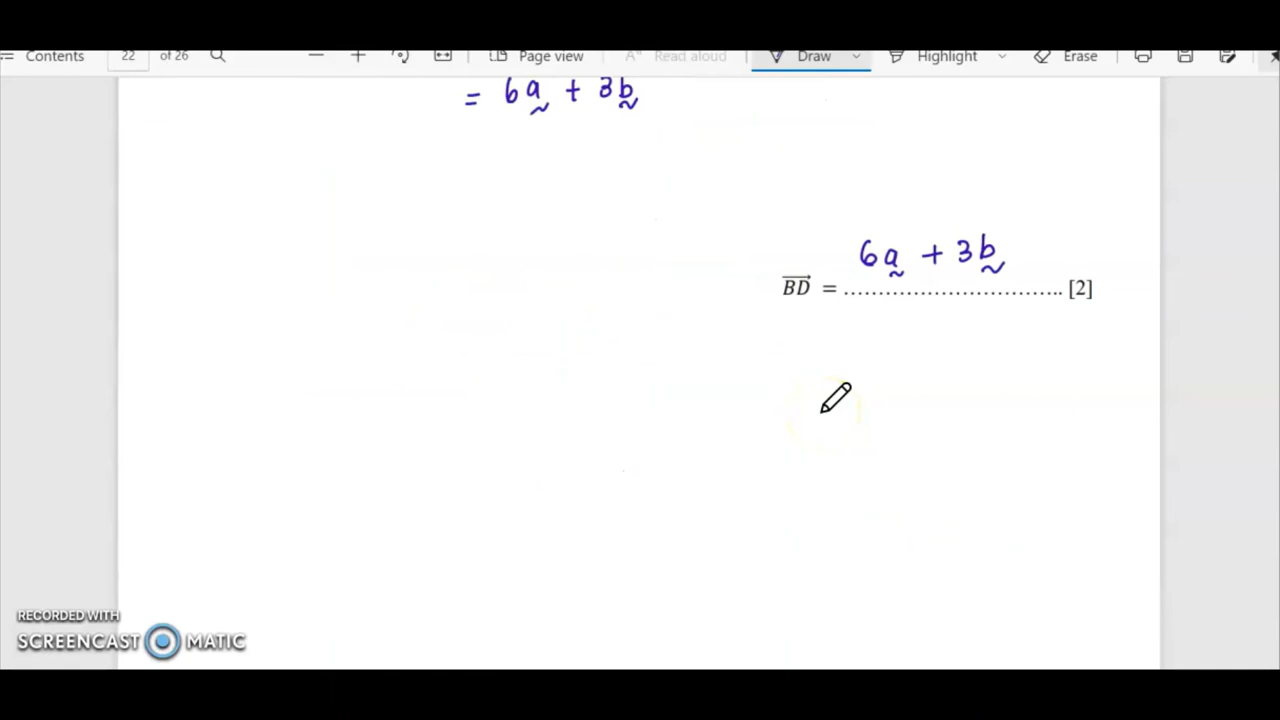 Contents 22 of 26 Page view Read aloud Draw Highlight Erase
= 6a + 3b
6a + 3b
BD = ................................ [2]
RECORDED WITH
SCREENCAST MATIC